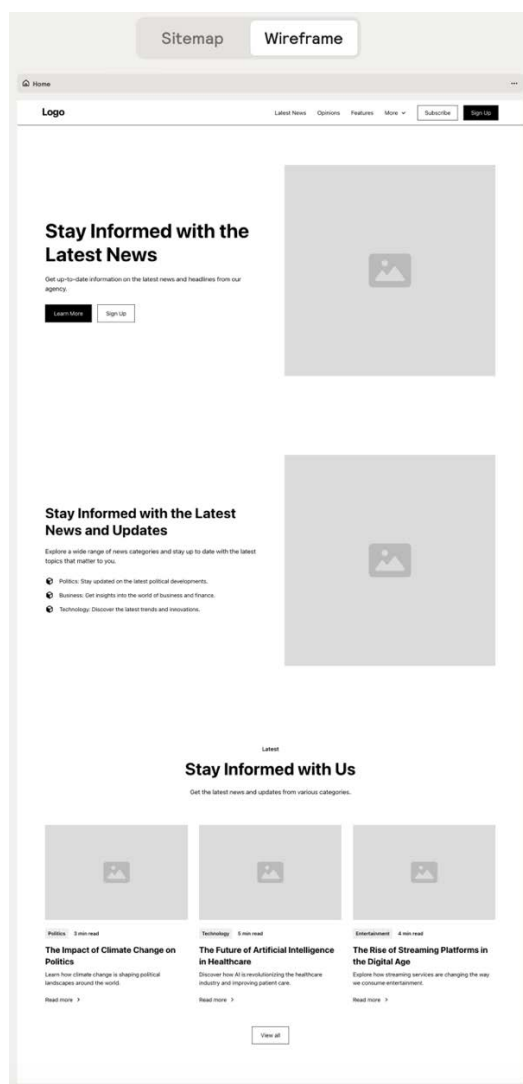 Sitemap Wireframe
Home
Logo Latest News Opinions Features More Subscribe Sign Up
Stay Informed with the
Latest News
Get up-to-date information on the latest news and headlines from our
agency.
Learn More Sign Up
Stay Informed with the Latest
News and Updates
Explore a wide range of news categories and stay up to date with the latest
topics that matter to you.
Politics: Stay updated on the latest political developments.
Business: Get insights into the world of business and finance.
Technology: Discover the latest trends and innovations.
Latest
Stay Informed with Us
Get the latest news and updates from various categories.
Politics 3 min read
The Impact of Climate Change on
Politics
Learn how climate change is shaping political
landscapes around the world.
Read more
Technology 5 min read
The Future of Artificial Intelligence
in Healthcare
Discover how AI is revolutionizing the healthcare
industry and improving patient care.
Read more
Entertainment 4 min read
The Rise of Streaming Platforms in
the Digital Age
Explore how streaming services are changing the way
we consume entertainment.
Read more
View all